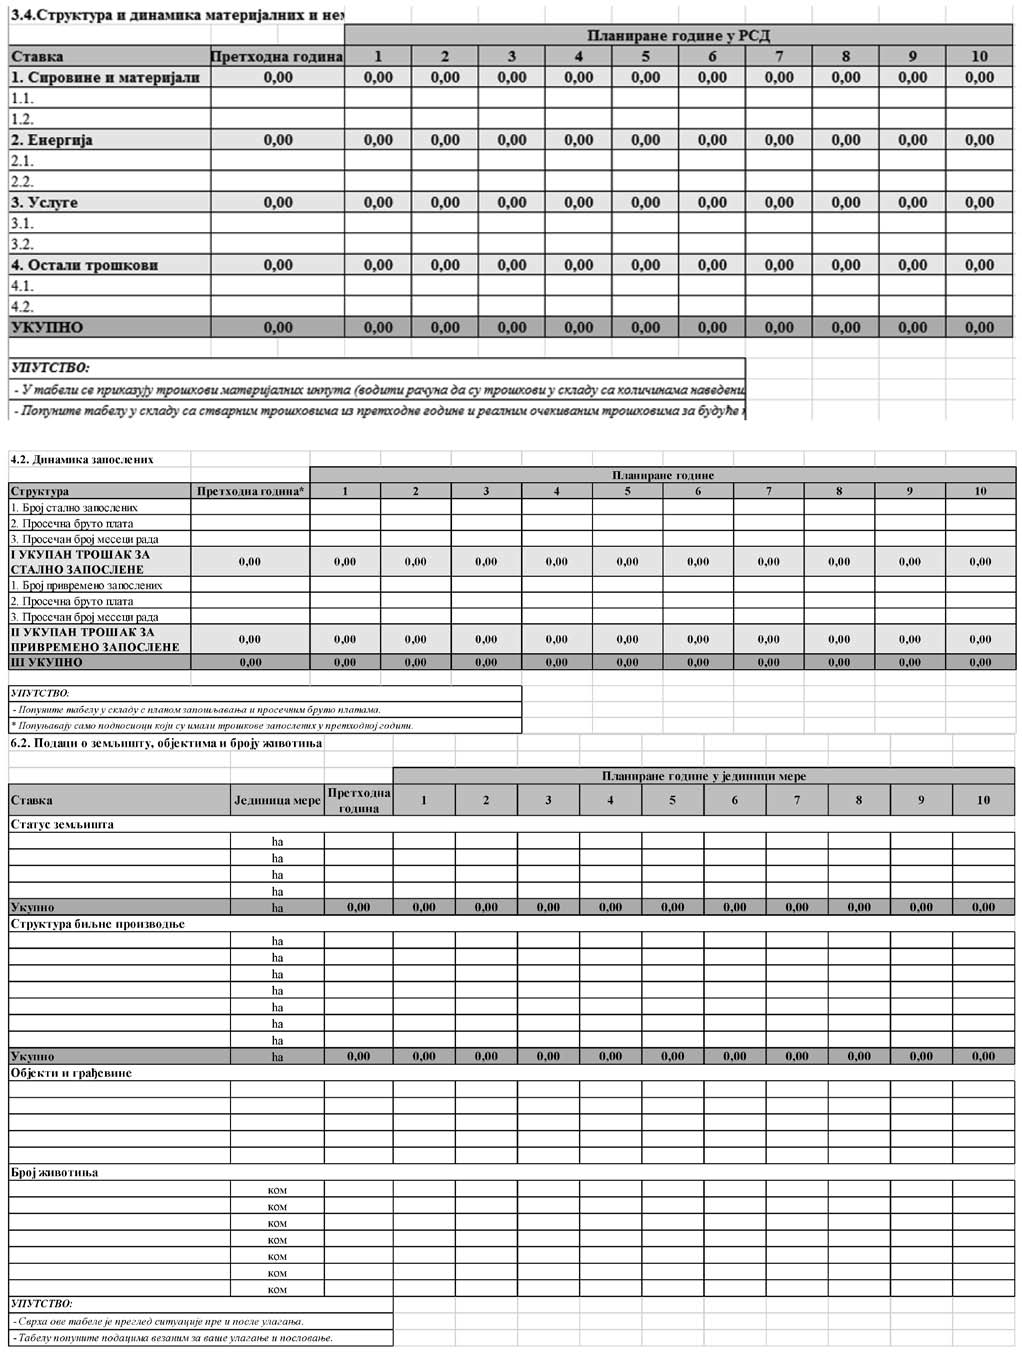 3.4.Структура и динамика материјалних и
Планиране године у РСД
Ставка Претходна година 1 2 3 4 5 6 7 8 9 10
1. Сировине и материјали 0,00 0,00 0,00 0,00 0,00 0,00 0,00 0,00 0,00 0,00 0,00
1.1.
1.2.
2. Енергија 0,00 0,00 0,00 0,00 0,00 0,00 0,00 0,00 0,00 0,00 0,00
2.1.
2.2.
3. Услуге 0,00 0,00 0,00 0,00 0,00 0,00 0,00 0,00 0,00 0,00 0,00
3.1.
3.2.
4. Остали трошкови 0,00 0,00 0,00 0,00 0,00 0,00 0,00 0,00 0,00 0,00 0,00
4.1.
4.2.
УКУПНО 0,00 0,00 0,00 0,00 0,00 0,00 0,00 0,00 0,00 0,00 0,00
УПУТСТВО:
- У табели се приказују трошкови материјалних инпута (водити рачуна да су трошкови у складу са количинама
- Попуните табелу у складу са стварним трошковима из претходне године и реалним очекиваним трошковима за будуће
4.2. Динамика запослених
Планиране године
Структура Претходна година* 1 2 3 4 5 6 7 8 9 10
1. Број стално запослених
2. Просечна бруто плата
3. Просечан број месеци рада
I УКУПАН ТРОШАК ЗА
СТАЛНО ЗАПОСЛЕНЕ 0,00 0,00 0,00 0,00 0,00 0,00 0,00 0,00 0,00 0,00 0,00
1. Број привремено запослених
2. Просечна бруто плата
3. Просечан број месеци рада
II УКУПАН ТРОШАК ЗА
ПРИВРЕМЕНО ЗАПОСЛЕНЕ 0,00 0,00 0,00 0,00 0,00 0,00 0,00 0,00 0,00 0,00 0,00
III УКУПНО 0,00 0,00 0,00 0,00 0,00 0,00 0,00 0,00 0,00 0,00 0,00
УПУТСТВО:
- Попуните табелу у складу с планом запошљавања и просечним бруто платама.
* Попуњавају само подносиоци који су имали трошкове запослених у претходној години.
6.2. Подаци о земљишту, објектима и броју животиња
Планиране године у јединици мере
Ставка Јединица мере Претходна година 1 2 3 4 5 6 7 8 9 10
Статус земљишта
ha
ha
ha
ha
Укупно ha 0,00 0,00 0,00 0,00 0,00 0,00 0,00 0,00 0,00 0,00 0,00
Структура биљне производње
ha
ha
ha
ha
ha
ha
ha
Укупно ha 0,00 0,00 0,00 0,00 0,00 0,00 0,00 0,00 0,00 0,00 0,00
Објекти и грађевине
Број животиња
ком
ком
ком
ком
ком
ком
ком
УПУТСТВО:
- Сврха ове табеле је преглед ситуације пре и после улагања.
- Табелу попуните подацима везаним за ваше улагање и пословање.